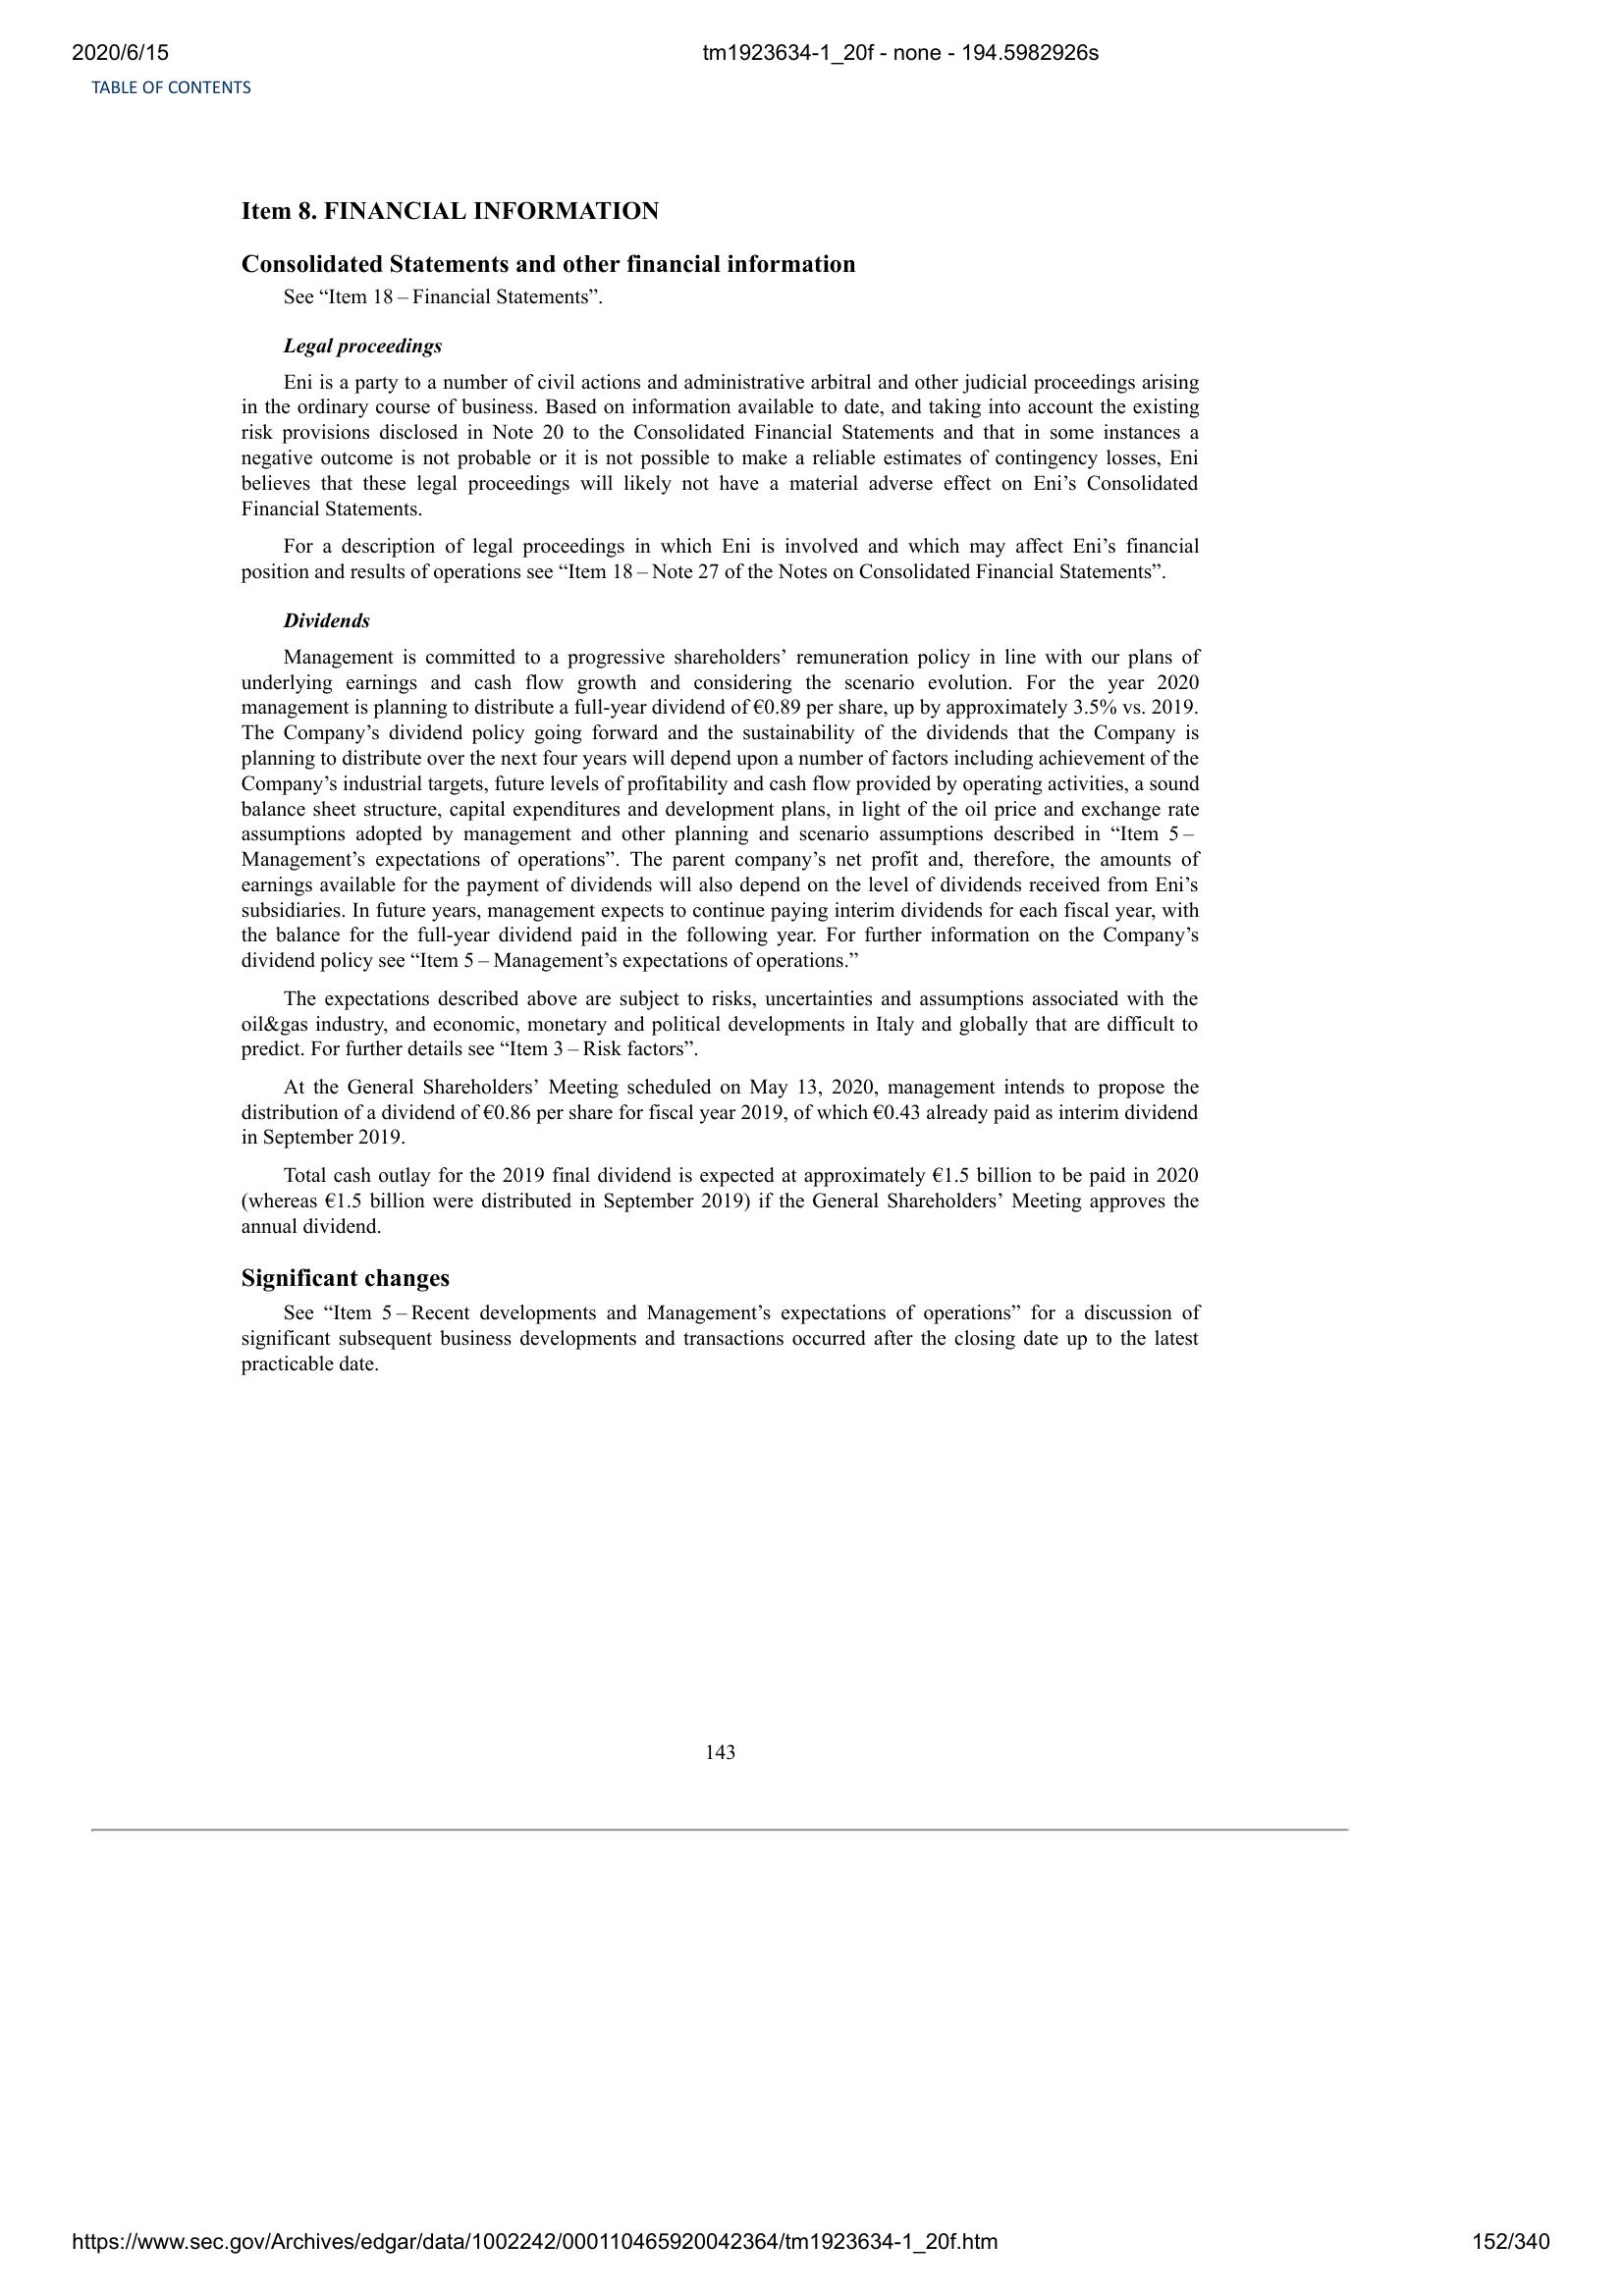 2020/6/15
tm1923634-1_20f - none - 194.5982926s
TABLE OF CONTENTS
Item 8. FINANCIAL INFORMATION
Consolidated Statements and other financial information
See “Item 18 – Financial Statements”.
Legal proceedings
Eni is a party to a number of civil actions and administrative arbitral and other judicial proceedings arising
in the ordinary course of business. Based on information available to date, and taking into account the existing
risk provisions disclosed in Note 20 to the Consolidated Financial Statements and that in some instances a
negative outcome is not probable or it is not possible to make a reliable estimates of contingency losses, Eni
believes that these legal proceedings will likely not have a material adverse effect on Eni’s Consolidated
Financial Statements.
For a description of legal proceedings in which Eni is involved and which may affect Eni’s financial
position and results of operations see “Item 18 – Note 27 of the Notes on Consolidated Financial Statements”.
Dividends
Management is committed to a progressive shareholders’ remuneration policy in line with our plans of
underlying earnings and cash flow growth and considering the scenario evolution. For the year 2020
management is planning to distribute a full-year dividend of €0.89 per share, up by approximately 3.5% vs. 2019.
The Company’s dividend policy going forward and the sustainability of the dividends that the Company is
planning to distribute over the next four years will depend upon a number of factors including achievement of the
Company’s industrial targets, future levels of profitability and cash flow provided by operating activities, a sound
balance sheet structure, capital expenditures and development plans, in light of the oil price and exchange rate
assumptions adopted by management and other planning and scenario assumptions described in “Item 5 –
Management’s expectations of operations”. The parent company’s net profit and, therefore, the amounts of
earnings available for the payment of dividends will also depend on the level of dividends received from Eni’s
subsidiaries. In future years, management expects to continue paying interim dividends for each fiscal year, with
the balance for the full-year dividend paid in the following year. For further information on the Company’s
dividend policy see “Item 5 – Management’s expectations of operations.”
The expectations described above are subject to risks, uncertainties and assumptions associated with the
oil&gas industry, and economic, monetary and political developments in Italy and globally that are difficult to
predict. For further details see “Item 3 – Risk factors”.
At the General Shareholders’ Meeting scheduled on May 13, 2020, management intends to propose the
distribution of a dividend of €0.86 per share for fiscal year 2019, of which €0.43 already paid as interim dividend
in September 2019.
Total cash outlay for the 2019 final dividend is expected at approximately €1.5 billion to be paid in 2020
(whereas €1.5 billion were distributed in September 2019) if the General Shareholders’ Meeting approves the
annual dividend.
Significant changes
See “Item 5 – Recent developments and Management’s expectations of operations” for a discussion of
significant subsequent business developments and transactions occurred after the closing date up to the latest
practicable date.
143
https://www.sec.gov/Archives/edgar/data/1002242/000110465920042364/tm1923634-1_20f.htm
152/340